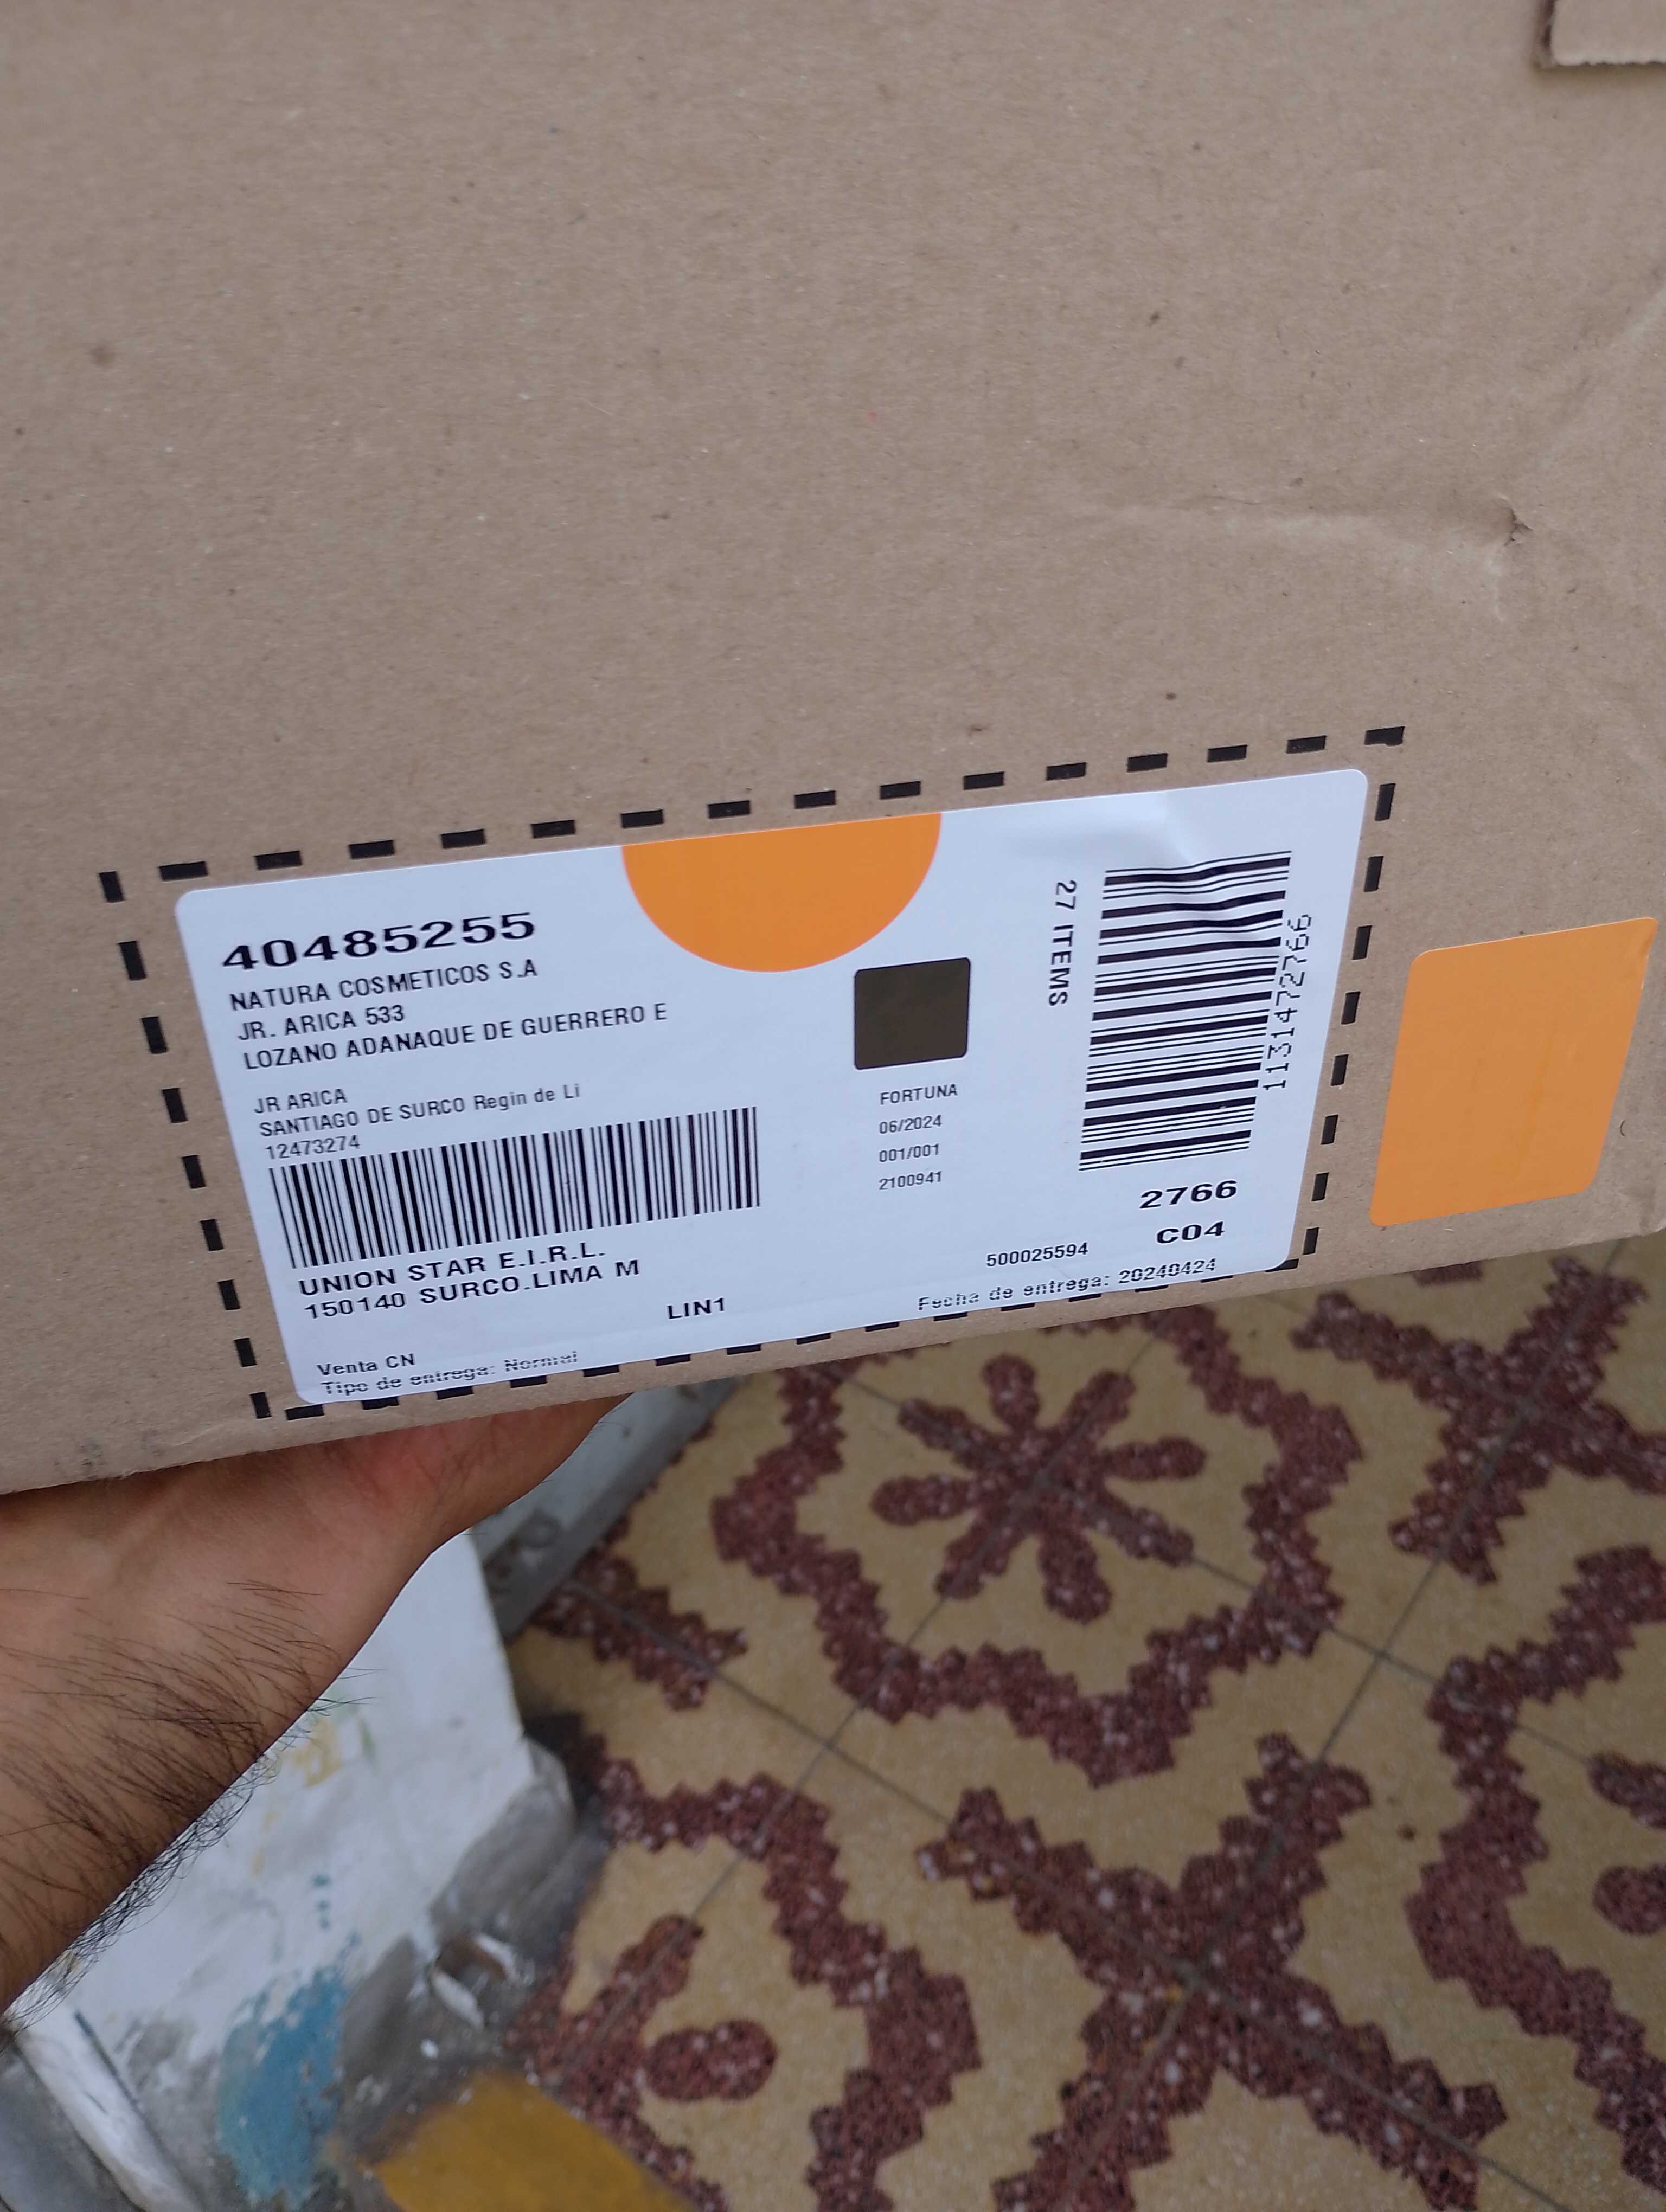 40485255
NATURA COSMETICOS S.A
JR. ARICA 533
LOZANO ADANAQUE DE GUERRERO E
JR ARICA
SANTIAGO DE SURCO Regin de Li
12473274
UNION STAR E.I.R.L.
150140 SURCO.LIMA M
LIN1
Venta CN
Tipo de entrega: Normal
FORTUNA
06/2024
001/001
2100941
27 ITEMS
1131472766
2766
C04
500025594
Fecha de entrega: 20240424